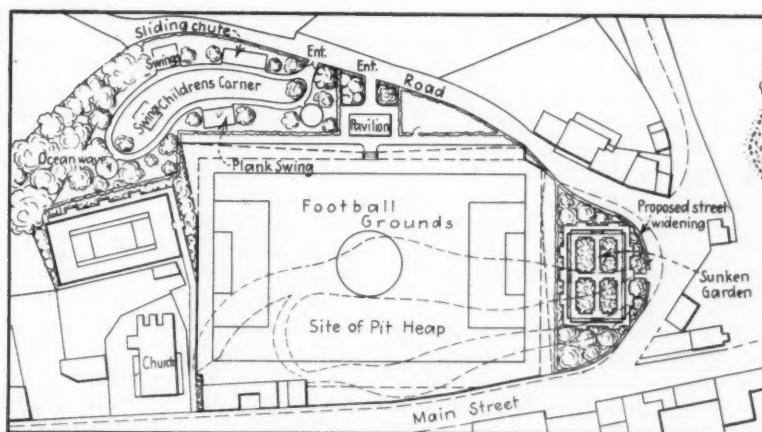 Sliding chute
Swings
Ent.
Ent.
Road
Childrens Corner
Swing
Pavilion
Ocean wave
Plank Swing
Football
Grounds
Proposed street
widening
Sunken
Garden
Site of Pit Heap
Church
Main Street